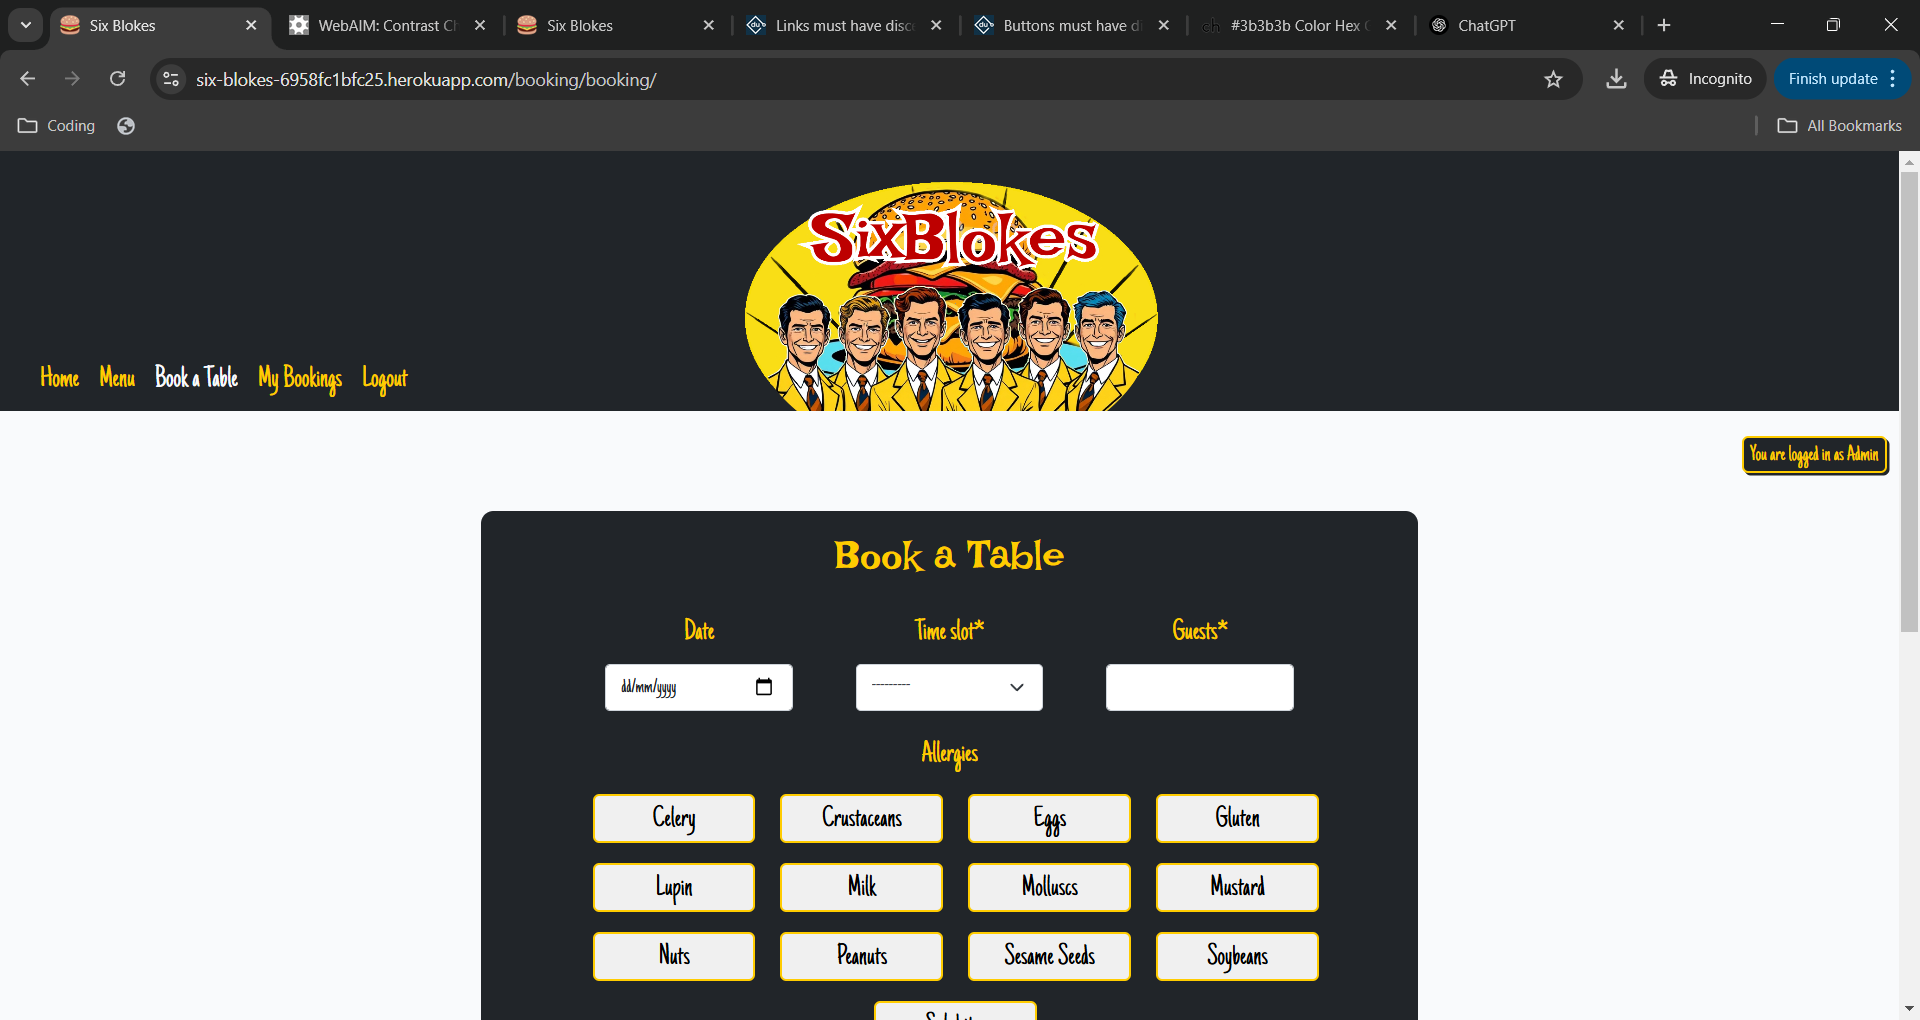 Six Blokes
WebAIM: Contrast Ch
Six Blokes
Links must have disc
Buttons must have di
#3b3b3b Color Hex
ChatGPT
six-blokes-6958fc1bfc25.herokuapp.com/booking/booking/
Incognito
Finish update
Coding
All Bookmarks
SixBlokes
Home Menu Book a Table My Bookings Logout
You are logged in as Admin
Book a Table
Date Time slot* Guests*
dd/mm/yyyy ---------
Allergies
Celery Crustaceans Eggs Gluten
Lupin Milk Molluscs Mustard
Nuts Peanuts Sesame Seeds Soybeans